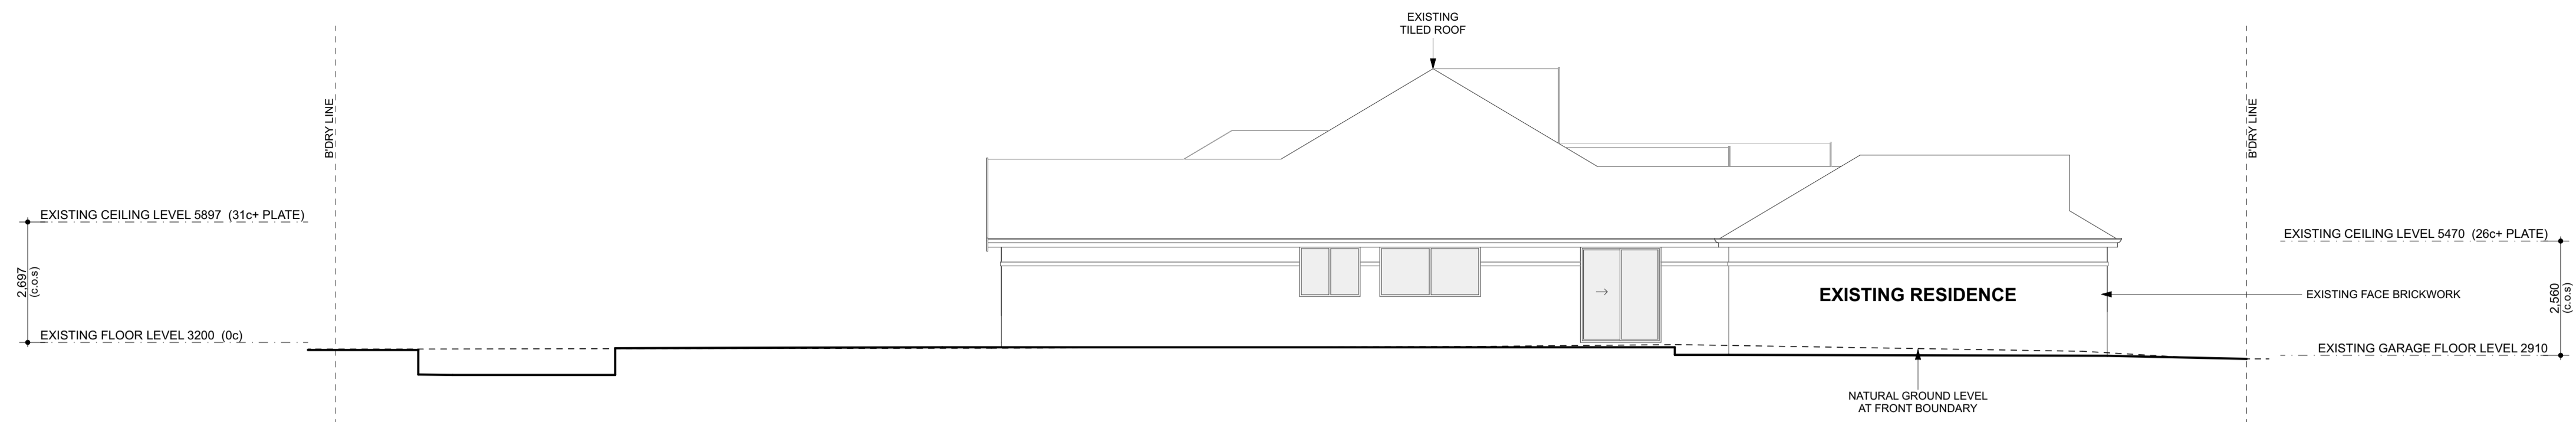 EXISTING
TILED ROOF
B'DRY LINE
B'DRY LINE
EXISTING CEILING LEVEL 5897 (31c+ PLATE)
2,697
(c.o.s)
EXISTING FLOOR LEVEL 3200 (0c)
EXISTING CEILING LEVEL 5470 (26c+ PLATE)
EXISTING RESIDENCE
EXISTING FACE BRICKWORK
2,560
(c.o.s)
EXISTING GARAGE FLOOR LEVEL 2910
NATURAL GROUND LEVEL
AT FRONT BOUNDARY